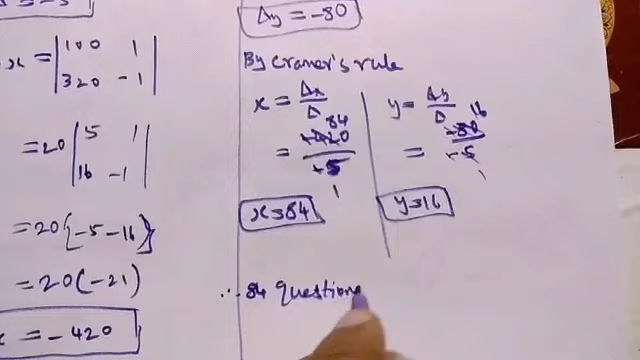 x = | 100 1 |
| 320 -1 |
= 20 | 5 1 |
| 16 -1 |
= 20 {-5 - 16}
= 20 (-21)
= -420
Δy = -80
By Cramer's rule
x = Δx / Δ
= -420 / -5
84
1
x = 84
y = Δy / Δ
= -80 / -5
16
1
y = 16
∴ 84 question